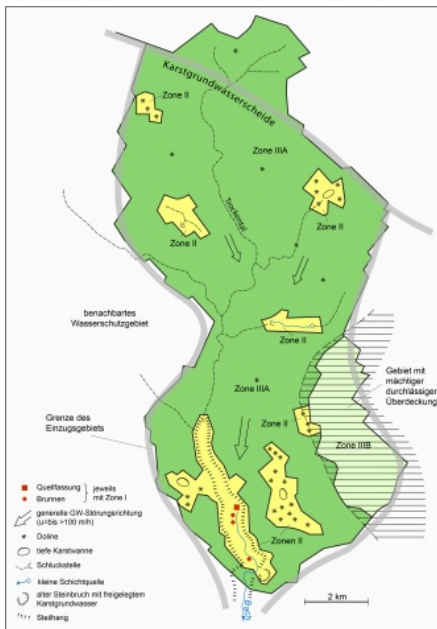 Karstgrundwasserscheide
Zone II
Zone IIIA
Trockental
Zone II
Zone II
benachbartes
Wasserschutzgebiet
Zone II
Gebiet mit
mächtiger
durchlässiger
Überdeckung
Zone IIIA
Grenze des
Einzugsgebiets
Zone II
Zone IIIB
Quellfassung
Brunnen
jeweils
mit Zone I
generelle GW-Strömungsrichtung
(u=bis >100 m/h)
Doline
tiefe Karstwanne
Schluckstelle
kleine Schichtquelle
alter Steinbruch mit freigelegtem
Karstgrundwasser
Steilhang
Zonen II
Bach
2 km